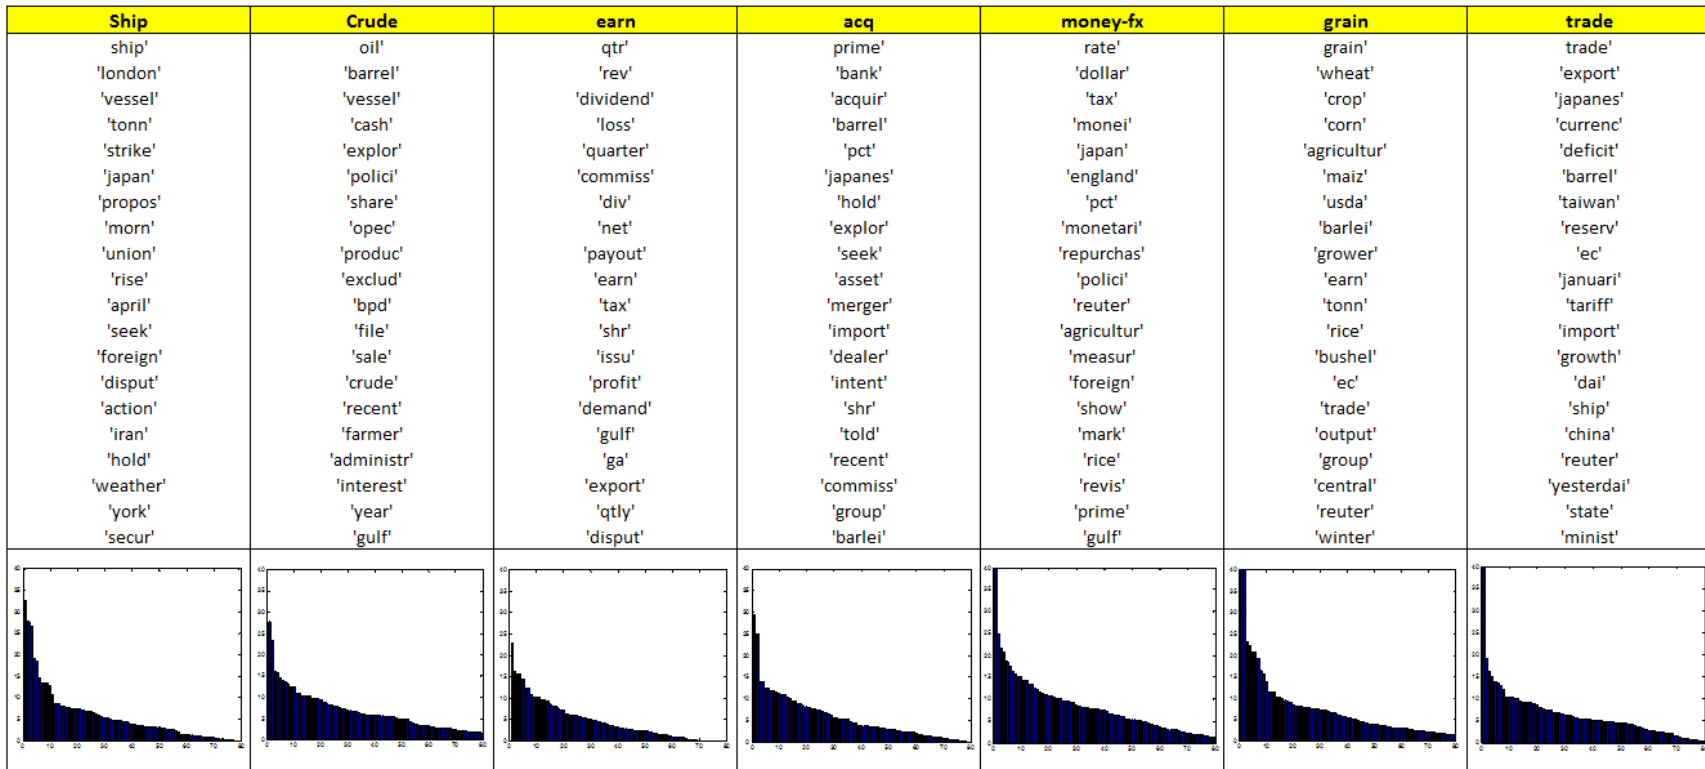 Ship Crude earn acq money-fx grain trade
ship' oil' qtr' prime' rate' grain' trade'
'london' 'barrel' 'rev' 'bank' 'dollar' 'wheat' 'export'
'vessel' 'vessel' 'dividend' 'acquir' 'tax' 'crop' 'japanes'
'tonn' 'cash' 'loss' 'barrel' 'monei' 'corn' 'currenc'
'strike' 'explor' 'quarter' 'pct' 'japan' 'agricultur' 'deficit'
'japan' 'polici' 'commiss' 'japanes' 'england' 'maiz' 'barrel'
'propos' 'share' 'div' 'hold' 'pct' 'usda' 'taiwan'
'morn' 'opec' 'net' 'explor' 'monetari' 'barlei' 'reserv'
'union' 'produc' 'payout' 'seek' 'repurchas' 'grower' 'ec'
'rise' 'exclud' 'earn' 'asset' 'polici' 'earn' 'januari'
'april' 'bpd' 'tax' 'merger' 'reuter' 'tonn' 'tariff'
'seek' 'file' 'shr' 'import' 'agricultur' 'rice' 'import'
'foreign' 'sale' 'issu' 'dealer' 'measur' 'bushel' 'growth'
'disput' 'crude' 'profit' 'intent' 'foreign' 'ec' 'dai'
'action' 'recent' 'demand' 'shr' 'show' 'trade' 'ship'
'iran' 'farmer' 'gulf' 'told' 'mark' 'output' 'china'
'hold' 'administr' 'ga' 'recent' 'rice' 'group' 'reuter'
'weather' 'interest' 'export' 'commiss' 'revis' 'central' 'yesterdai'
'york' 'year' 'qtly' 'group' 'prime' 'reuter' 'state'
'secur' 'gulf' 'disput' 'barlei' 'gulf' 'winter' 'minist'